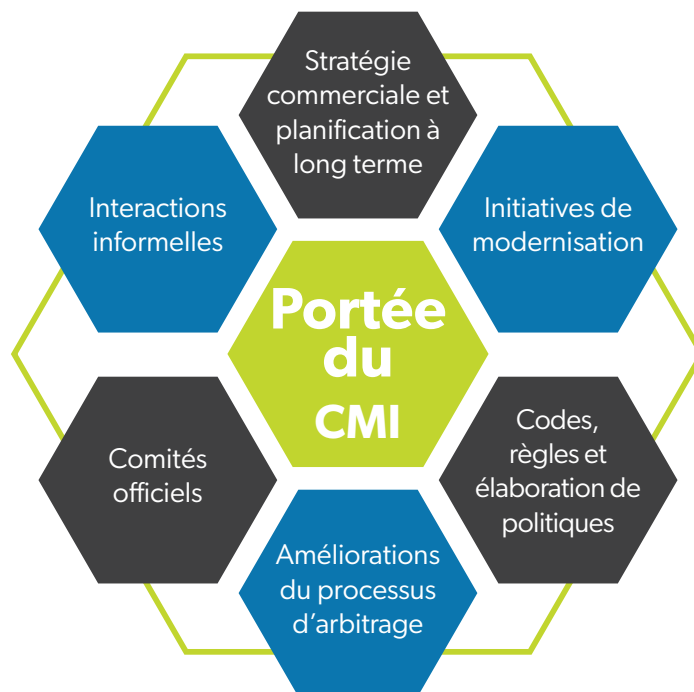 Stratégie
commerciale et
planification à
long terme
Interactions
informelles
Initiatives de
modernisation
Portée
du
CMI
Comités
officiels
Codes,
règles et
élaboration de
politiques
Améliorations
du processus
d’arbitrage